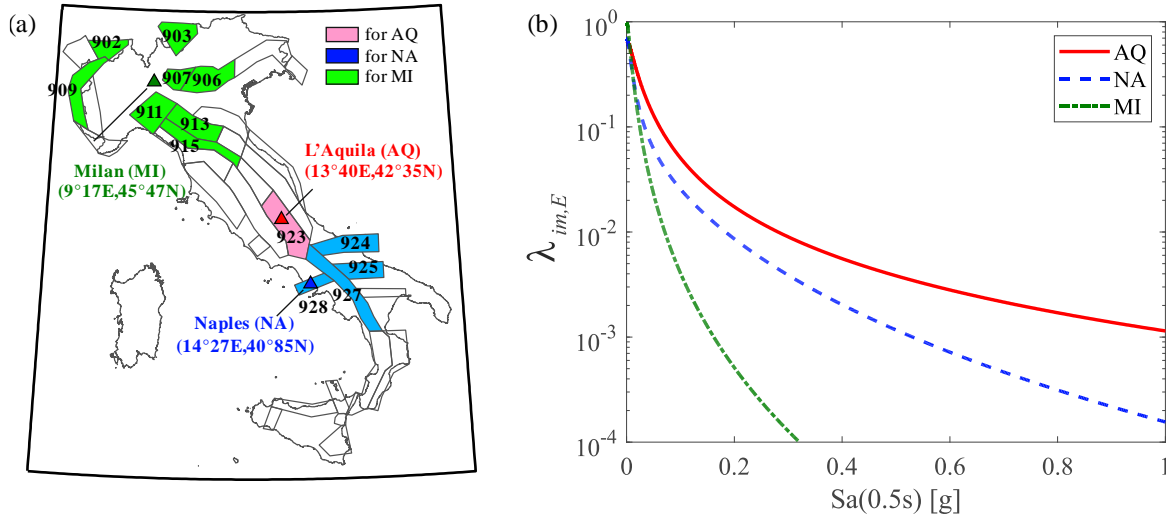 (a)
902
903
for AQ
for NA
for MI
907
906
909
911
913
915
L’Aquila (AQ)
(13°40E,42°35N)
Milan (MI)
(9°17E,45°47N)
923
924
925
927
928
Naples (NA)
(14°27E,40°85N)
(b)
10⁰
10⁻¹
10⁻²
10⁻³
10⁻⁴
λ im,E
AQ
NA
MI
0
0.2
0.4
0.6
0.8
1
Sa(0.5s) [g]